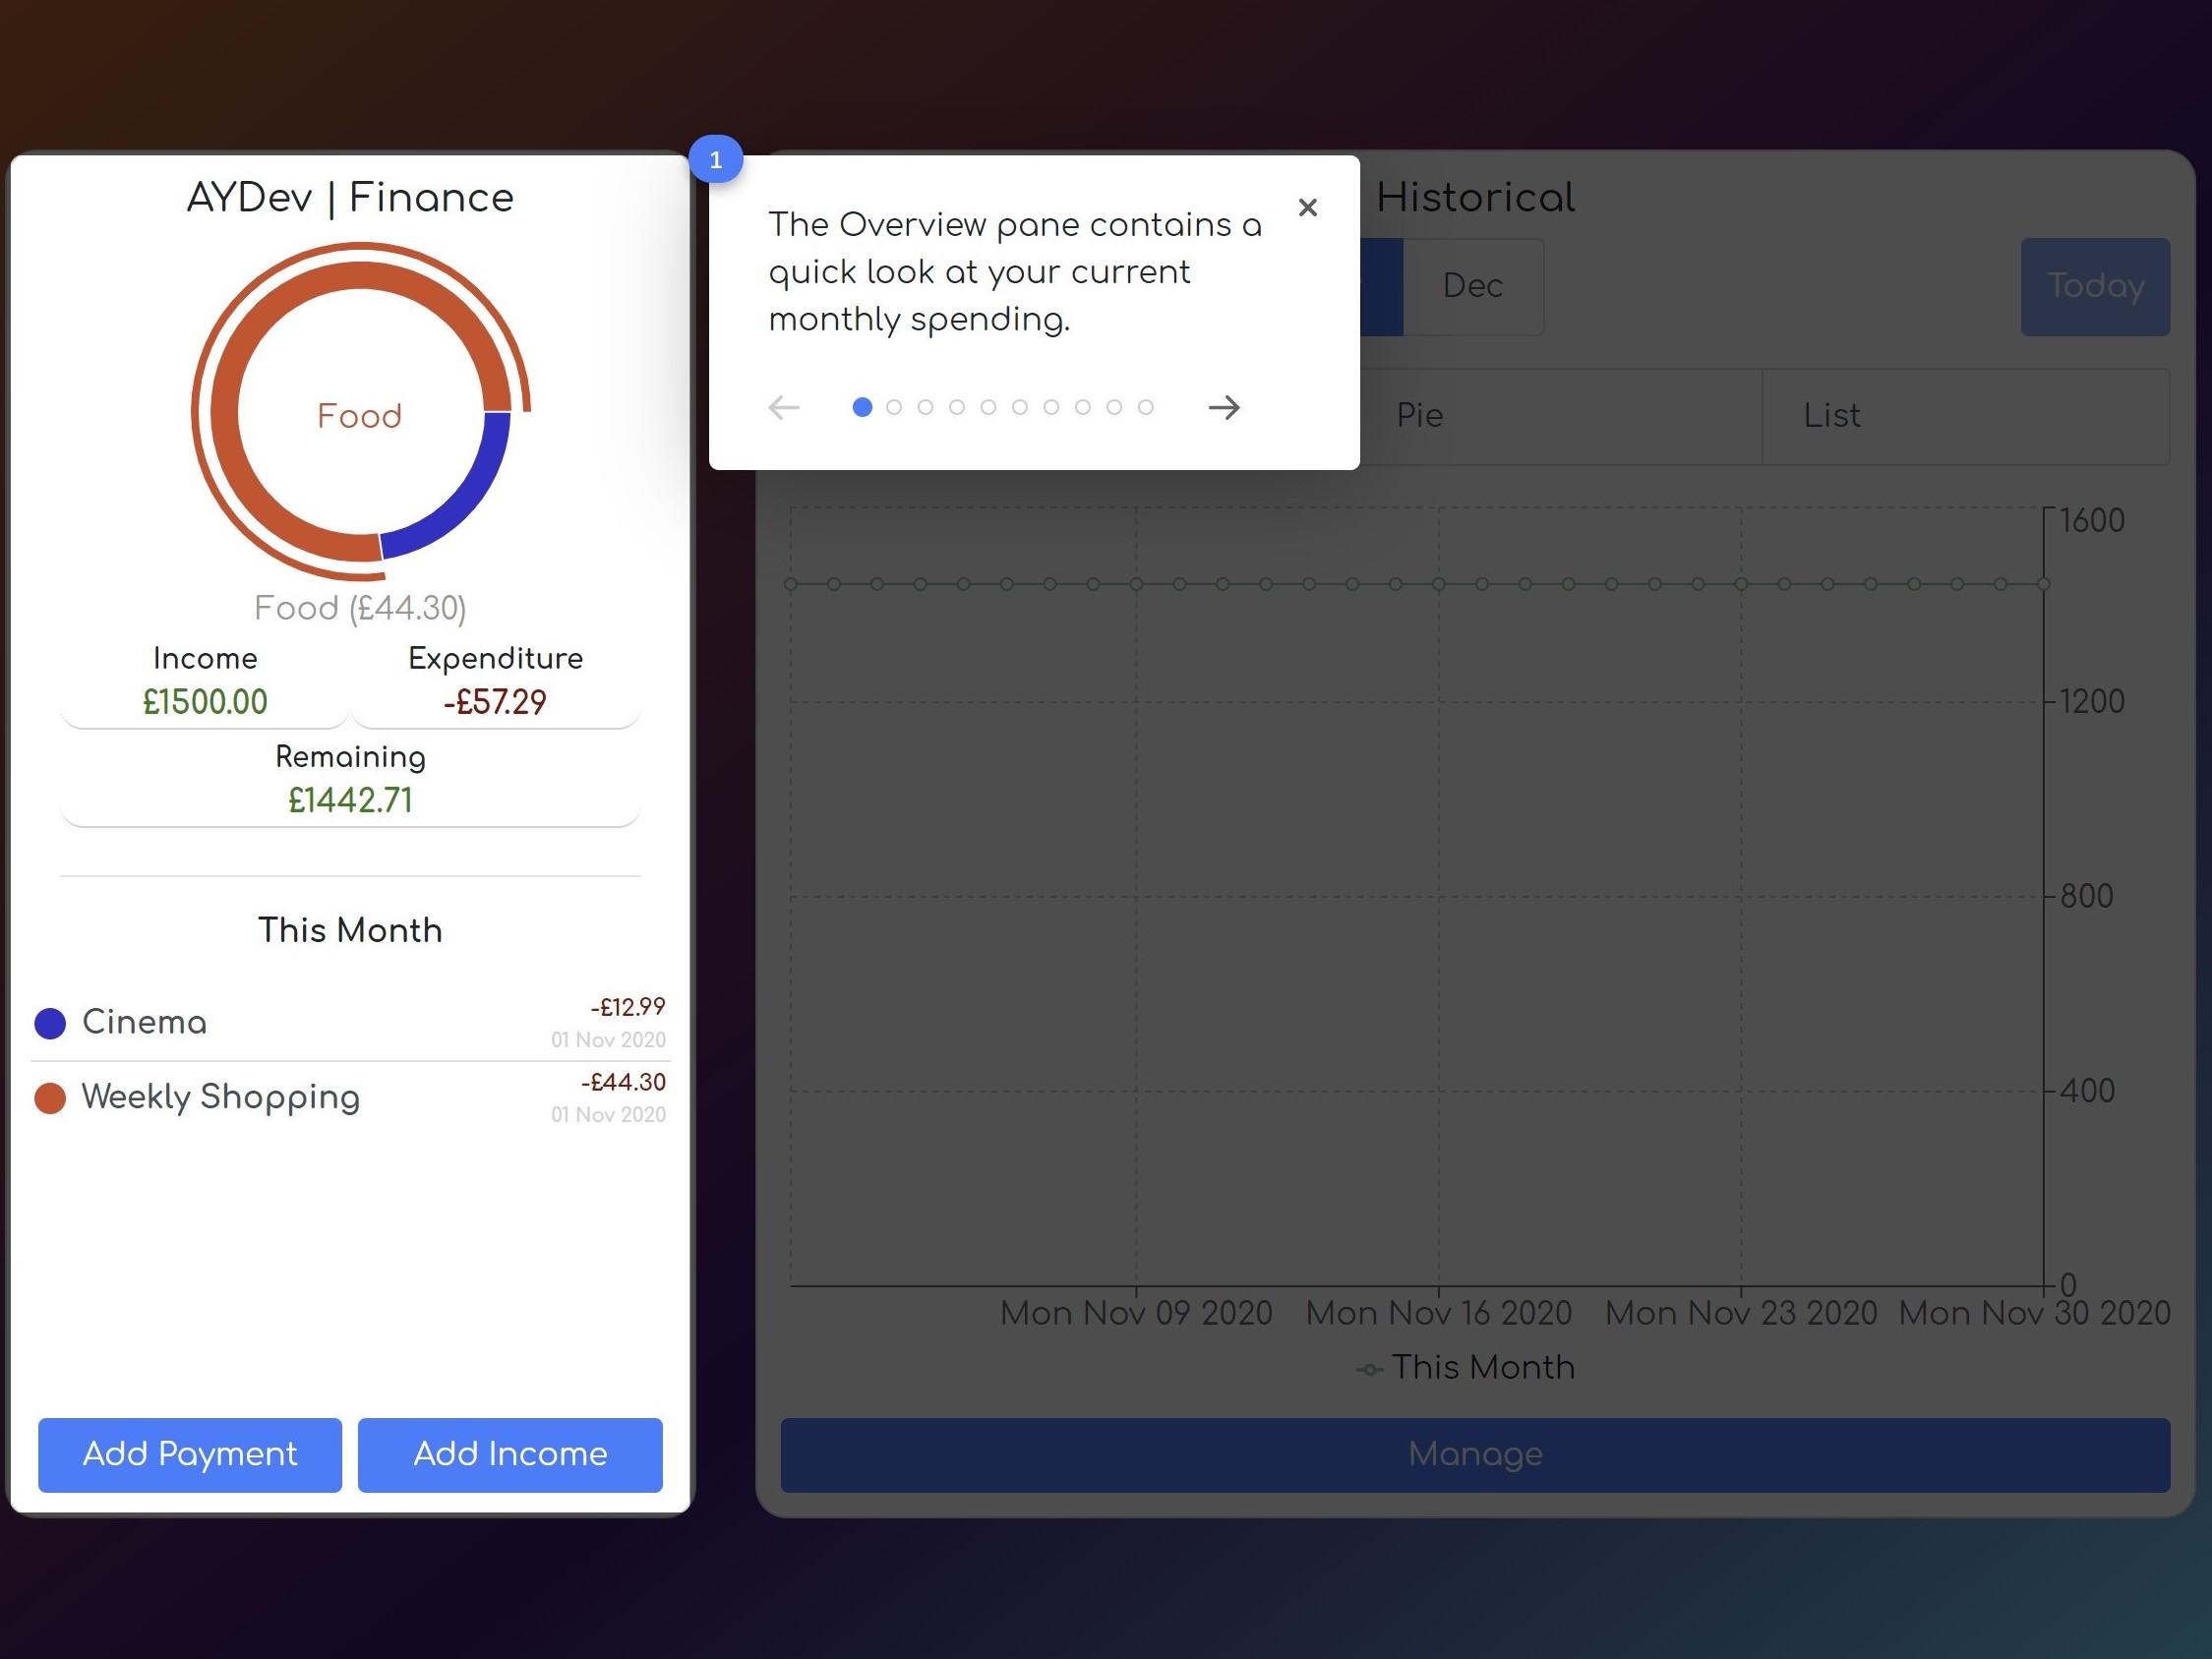 AYDev | Finance
Food
Food (£44.30)
Income
£1500.00
Expenditure
-£57.29
Remaining
£1442.71
This Month
Cinema
-£12.99
01 Nov 2020
Weekly Shopping
-£44.30
01 Nov 2020
Add Payment
Add Income
1
The Overview pane contains a
quick look at your current
monthly spending.
Historical
Dec
Today
Pie
List
1600
1200
800
400
0
Mon Nov 09 2020
Mon Nov 16 2020
Mon Nov 23 2020
Mon Nov 30 2020
This Month
Manage